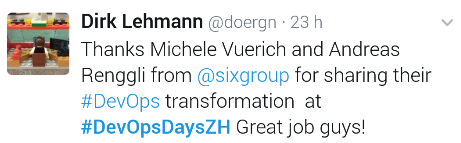 Dirk Lehmann @doergn · 23 h
Thanks Michele Vuerich and Andreas
Renggli from @sixgroup for sharing their
#DevOps transformation at
#DevOpsDaysZH Great job guys!